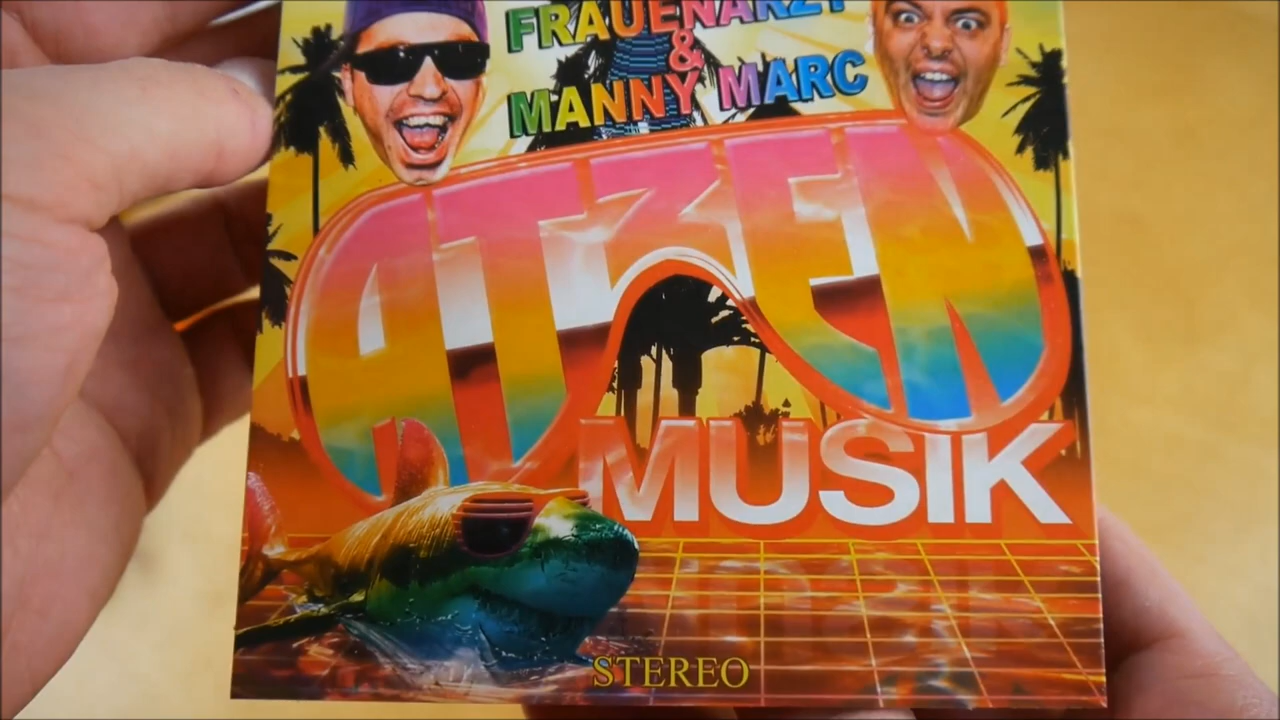 FRAUENARZT
&
MANNY MARC
ATZEN
MUSIK
STEREO